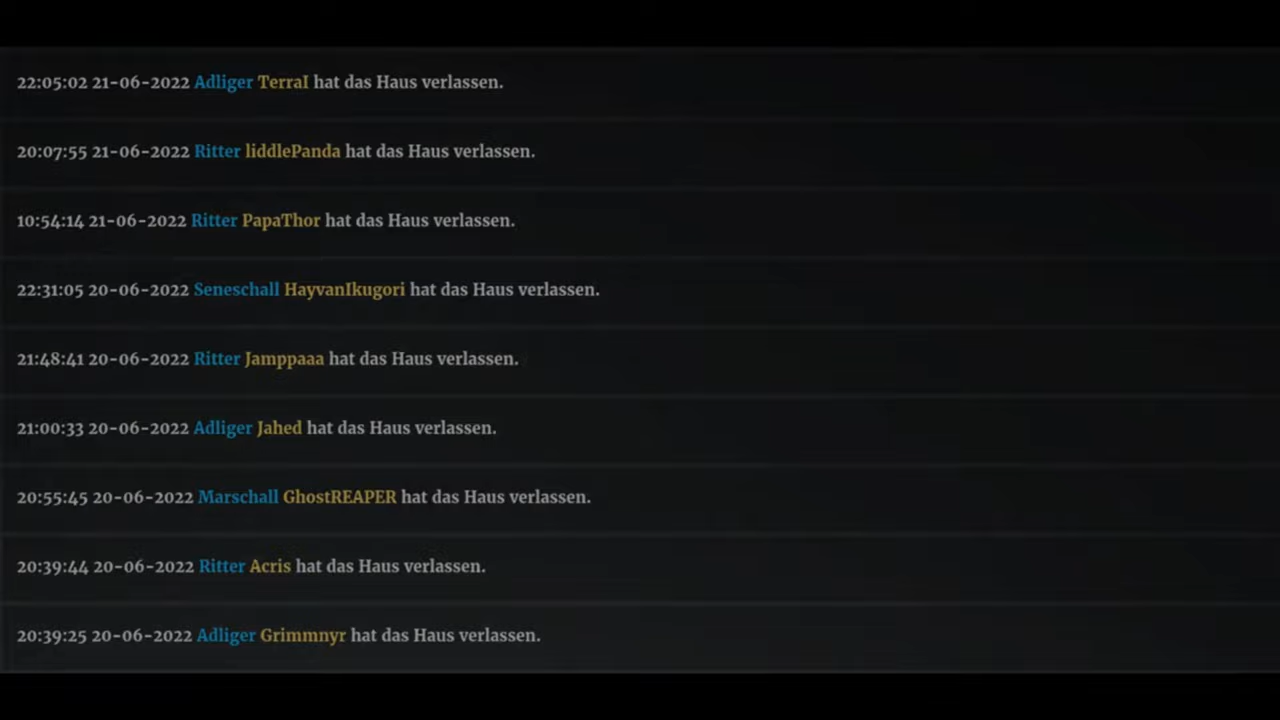 22:05:02 21-06-2022 Adliger TerraI hat das Haus verlassen.
20:07:55 21-06-2022 Ritter liddlePanda hat das Haus verlassen.
10:54:14 21-06-2022 Ritter PapaThor hat das Haus verlassen.
22:31:05 20-06-2022 Seneschall HayvanIkugori hat das Haus verlassen.
21:48:41 20-06-2022 Ritter Jamppaaa hat das Haus verlassen.
21:00:33 20-06-2022 Adliger Jahed hat das Haus verlassen.
20:55:45 20-06-2022 Marschall GhostREAPER hat das Haus verlassen.
20:39:44 20-06-2022 Ritter Acris hat das Haus verlassen.
20:39:25 20-06-2022 Adliger Grimmnyr hat das Haus verlassen.